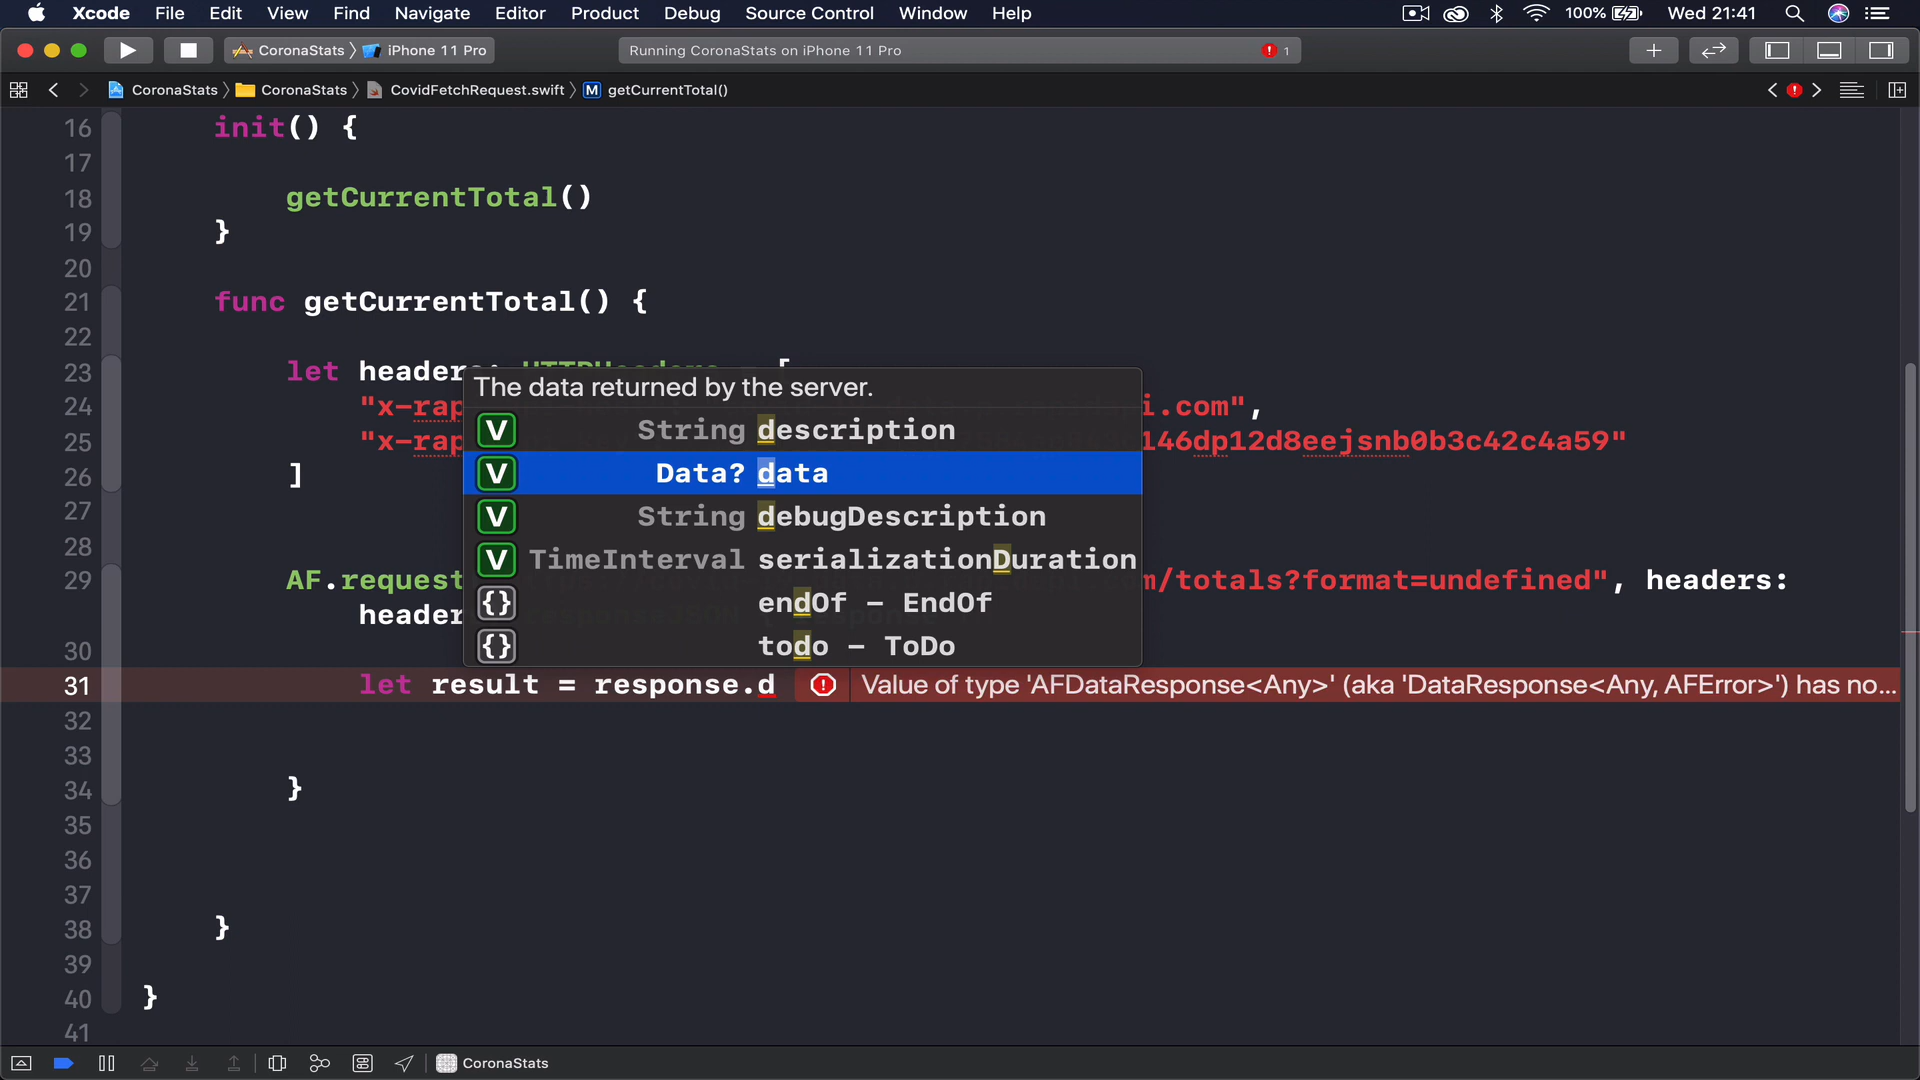 Xcode File Edit View Find Navigate Editor Product Debug Source Control Window Help 100% Wed 21:41
CoronaStats iPhone 11 Pro Running CoronaStats on iPhone 11 Pro 1
CoronaStats CoronaStats CovidFetchRequest.swift M getCurrentTotal()
16 init() {
17
18 getCurrentTotal()
19 }
20
21 func getCurrentTotal() {
22
23 let headers: HTTPHeaders = [
The data returned by the server.
24 "x-rap i.com",
V String description
25 "x-rap 146dp12d8eejsnb0b3c42c4a59"
26 ]
V Data? data
27
V String debugDescription
28
V TimeInterval serializationDuration
29 AF.request m/totals?format=undefined", headers:
header
{} endOf – EndOf
30
{} todo – ToDo
31 let result = response.d Value of type 'AFDataResponse<Any>' (aka 'DataResponse<Any, AFError>') has no...
32
33
34 }
35
36
37
38 }
39
40 }
41
CoronaStats